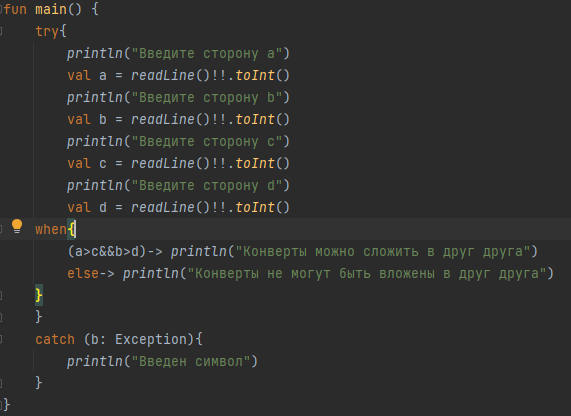 fun main() {
    try{
        println("Введите сторону a")
        val a = readLine()!!.toInt()
        println("Введите сторону b")
        val b = readLine()!!.toInt()
        println("Введите сторону c")
        val c = readLine()!!.toInt()
        println("Введите сторону d")
        val d = readLine()!!.toInt()
    when{
        (a>c&&b>d)-> println("Конверты можно сложить в друг друга")
        else-> println("Конверты не могут быть вложены в друг друга")
    }
    }
    catch (b: Exception){
        println("Введен символ")
    }
}